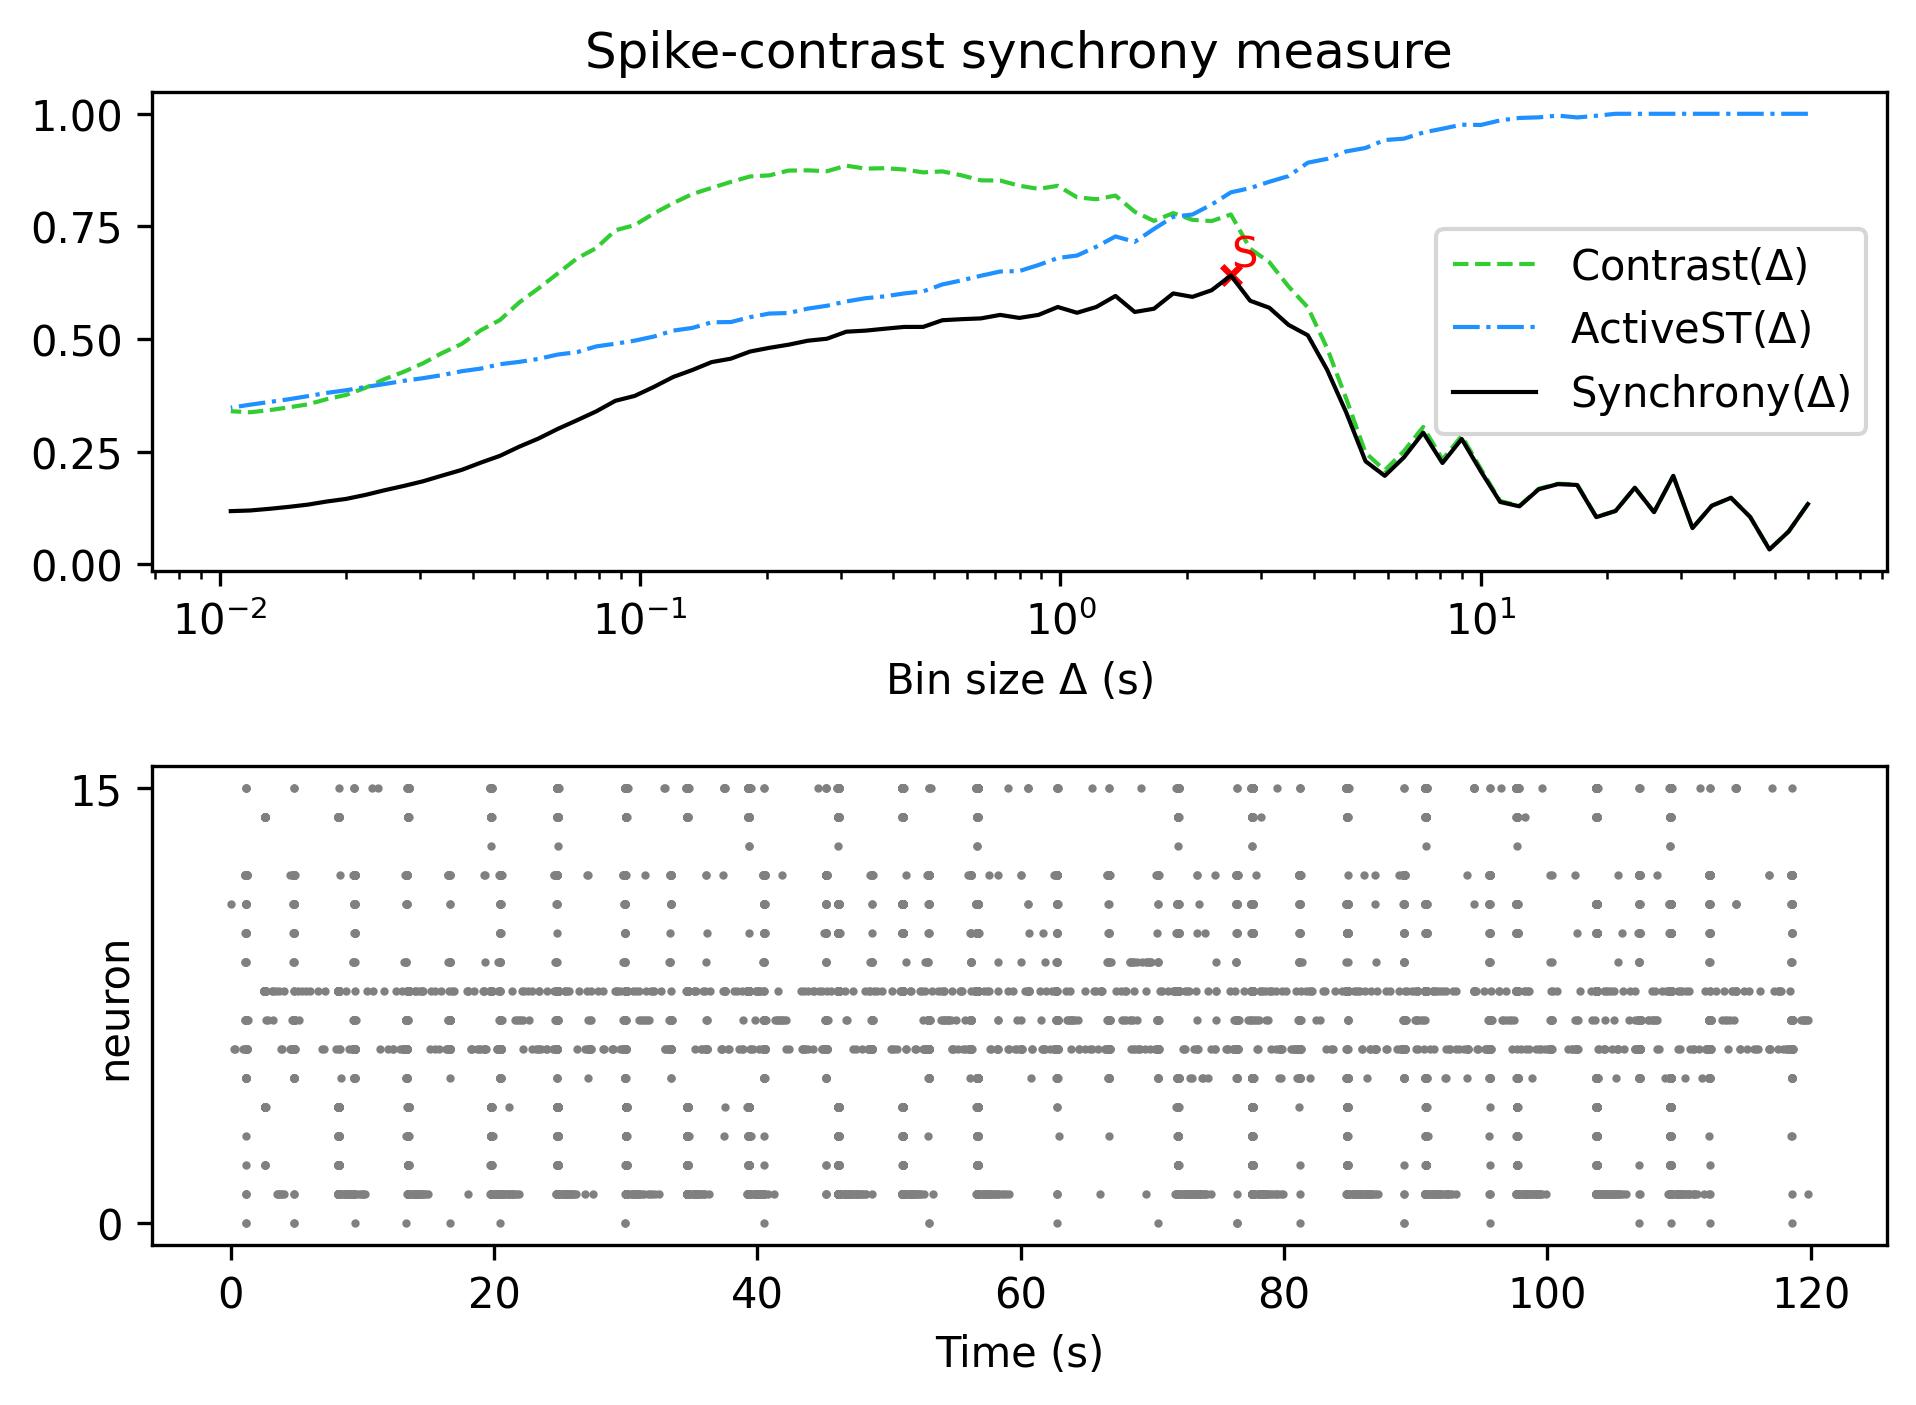 Spike-contrast synchrony measure
1.00
0.75
0.50
0.25
0.00
S
Contrast(Δ)
ActiveST(Δ)
Synchrony(Δ)
10⁻² 10⁻¹ 10⁰ 10¹
Bin size Δ (s)
15
neuron
0
0 20 40 60 80 100 120
Time (s)